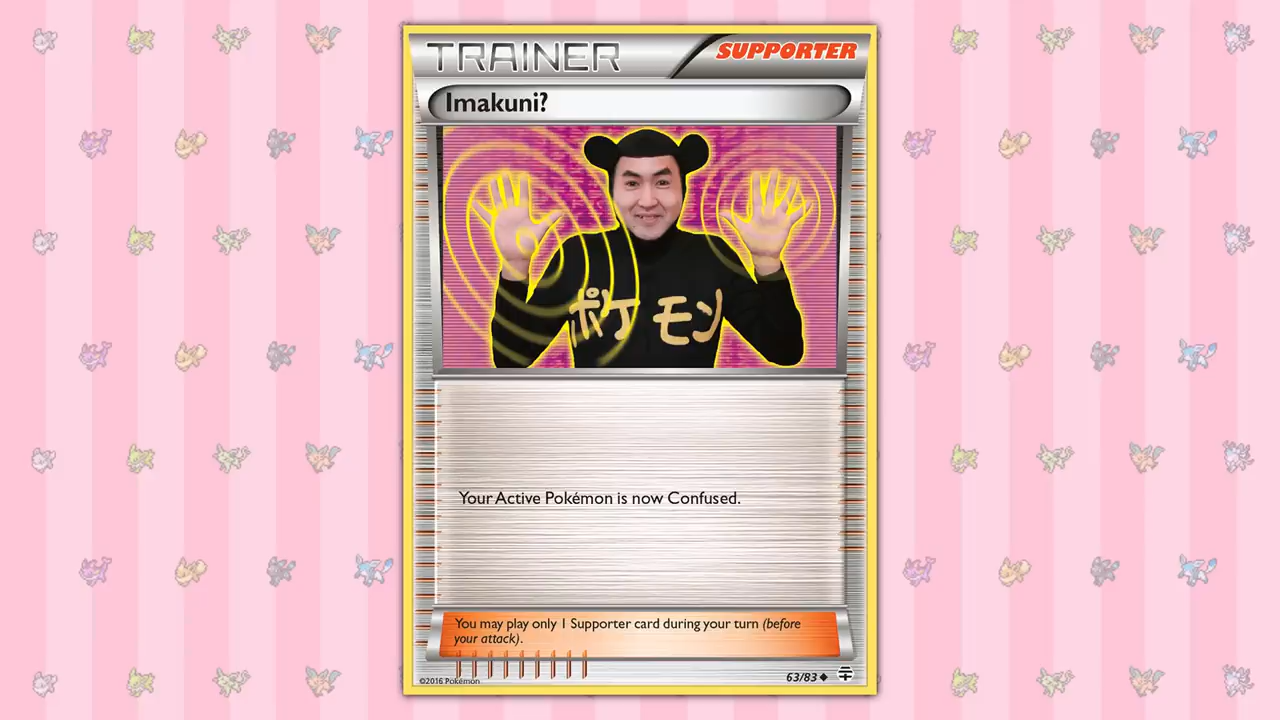 TRAINER
SUPPORTER
Imakuni?
ポケモン
Your Active Pokémon is now Confused.
You may play only 1 Supporter card during your turn (before
your attack).
©2016 Pokémon
63/83